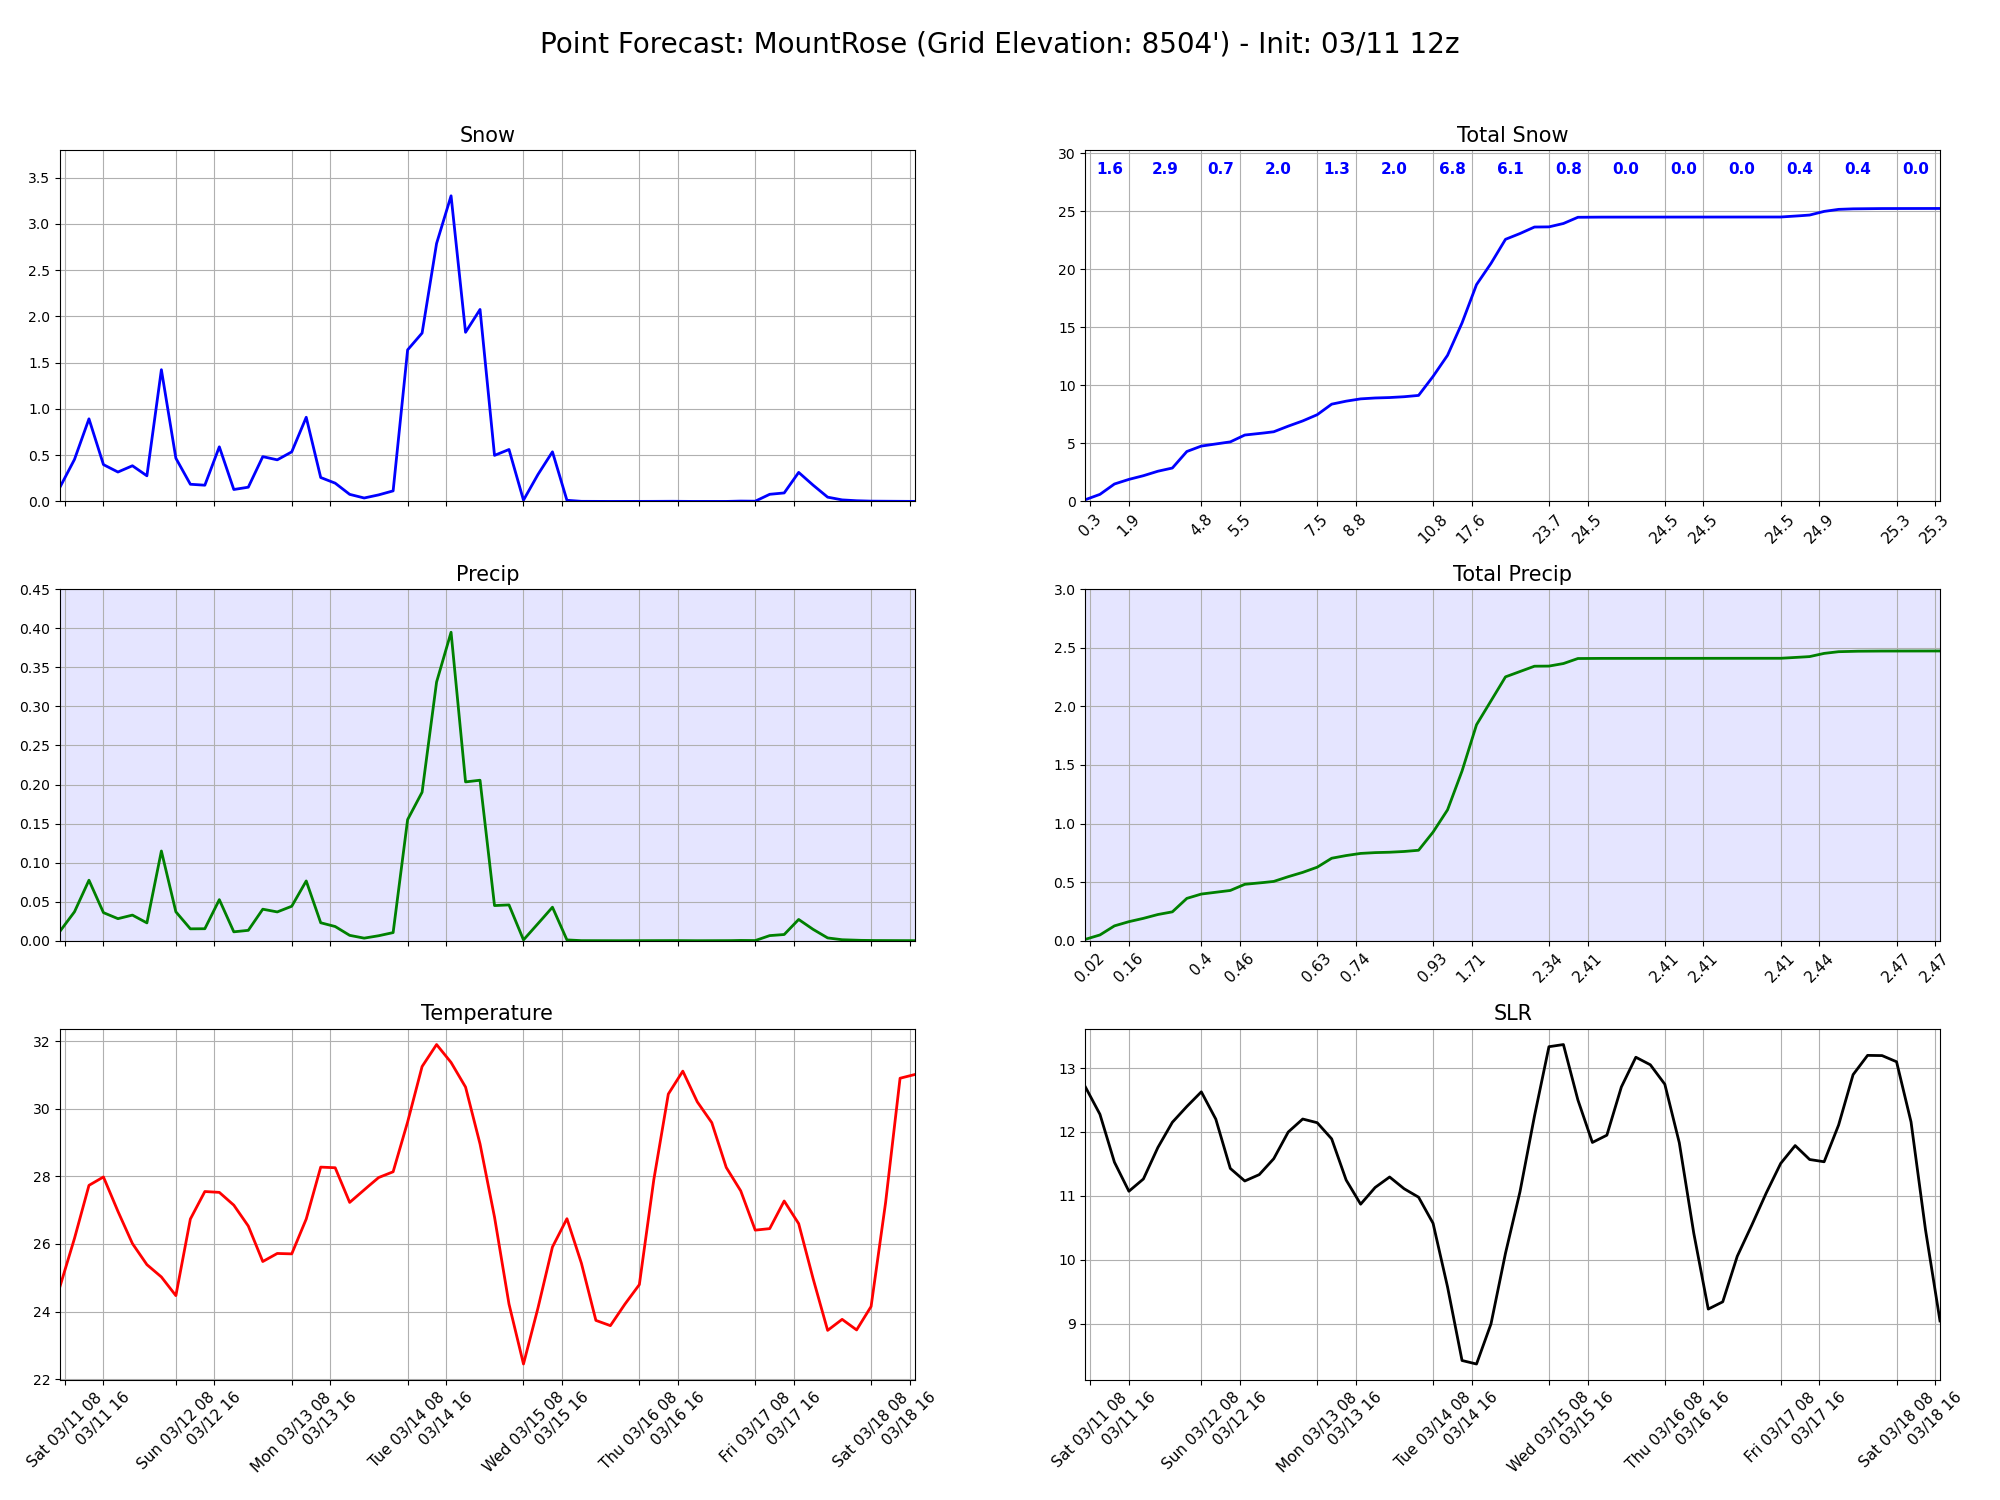 Point Forecast: MountRose (Grid Elevation: 8504') - Init: 03/11 12z
Snow
3.5
3.0
2.5
2.0
1.5
1.0
0.5
0.0
Total Snow
1.6 2.9 0.7 2.0 1.3 2.0 6.8 6.1 0.8 0.0 0.0 0.0 0.4 0.4 0.0
30
25
20
15
10
5
0
0.3 1.9 4.8 5.5 7.5 8.8 10.8 17.6 23.7 24.5 24.5 24.5 24.5 24.9 25.3 25.3
Precip
0.45
0.40
0.35
0.30
0.25
0.20
0.15
0.10
0.05
0.00
Total Precip
3.0
2.5
2.0
1.5
1.0
0.5
0.0
0.02 0.16 0.4 0.46 0.63 0.74 0.93 1.71 2.34 2.41 2.41 2.41 2.41 2.44 2.47 2.47
Temperature
32
30
28
26
24
22
Sat 03/11 08
03/11 16
Sun 03/12 08
03/12 16
Mon 03/13 08
03/13 16
Tue 03/14 08
03/14 16
Wed 03/15 08
03/15 16
Thu 03/16 08
03/16 16
Fri 03/17 08
03/17 16
Sat 03/18 08
03/18 16
SLR
13
12
11
10
9
Sat 03/11 08
03/11 16
Sun 03/12 08
03/12 16
Mon 03/13 08
03/13 16
Tue 03/14 08
03/14 16
Wed 03/15 08
03/15 16
Thu 03/16 08
03/16 16
Fri 03/17 08
03/17 16
Sat 03/18 08
03/18 16